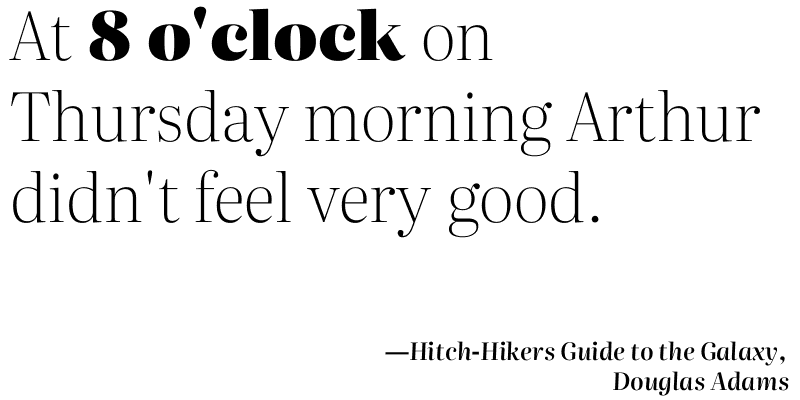 At 8 o'clock on
Thursday morning Arthur
didn't feel very good.
—Hitch-Hikers Guide to the Galaxy,
Douglas Adams